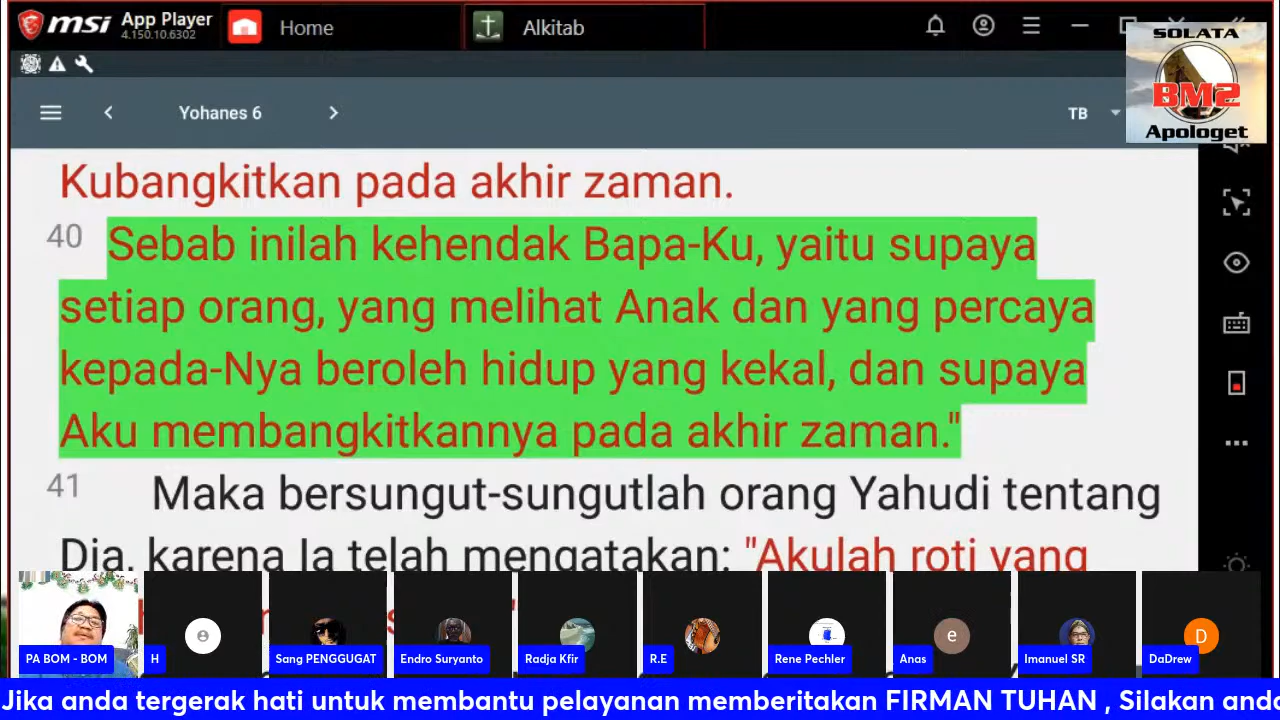 msi App Player
4.150.10.6302
Home
Alkitab
SOLATA
BM2
Apologet
Yohanes 6
TB
Kubangkitkan pada akhir zaman.
40 Sebab inilah kehendak Bapa-Ku, yaitu supaya
setiap orang, yang melihat Anak dan yang percaya
kepada-Nya beroleh hidup yang kekal, dan supaya
Aku membangkitkannya pada akhir zaman."
41 Maka bersungut-sungutlah orang Yahudi tentang
Dia, karena Ia telah mengatakan: "Akulah roti yang
PA BOM - BOM
H
Sang PENGGUGAT
Endro Suryanto
Radja Kfir
R.E
Rene Pechler
e
Anas
Imanuel SR
D
DaDrew
Jika anda tergerak hati untuk membantu pelayanan memberitakan FIRMAN TUHAN , Silakan anda